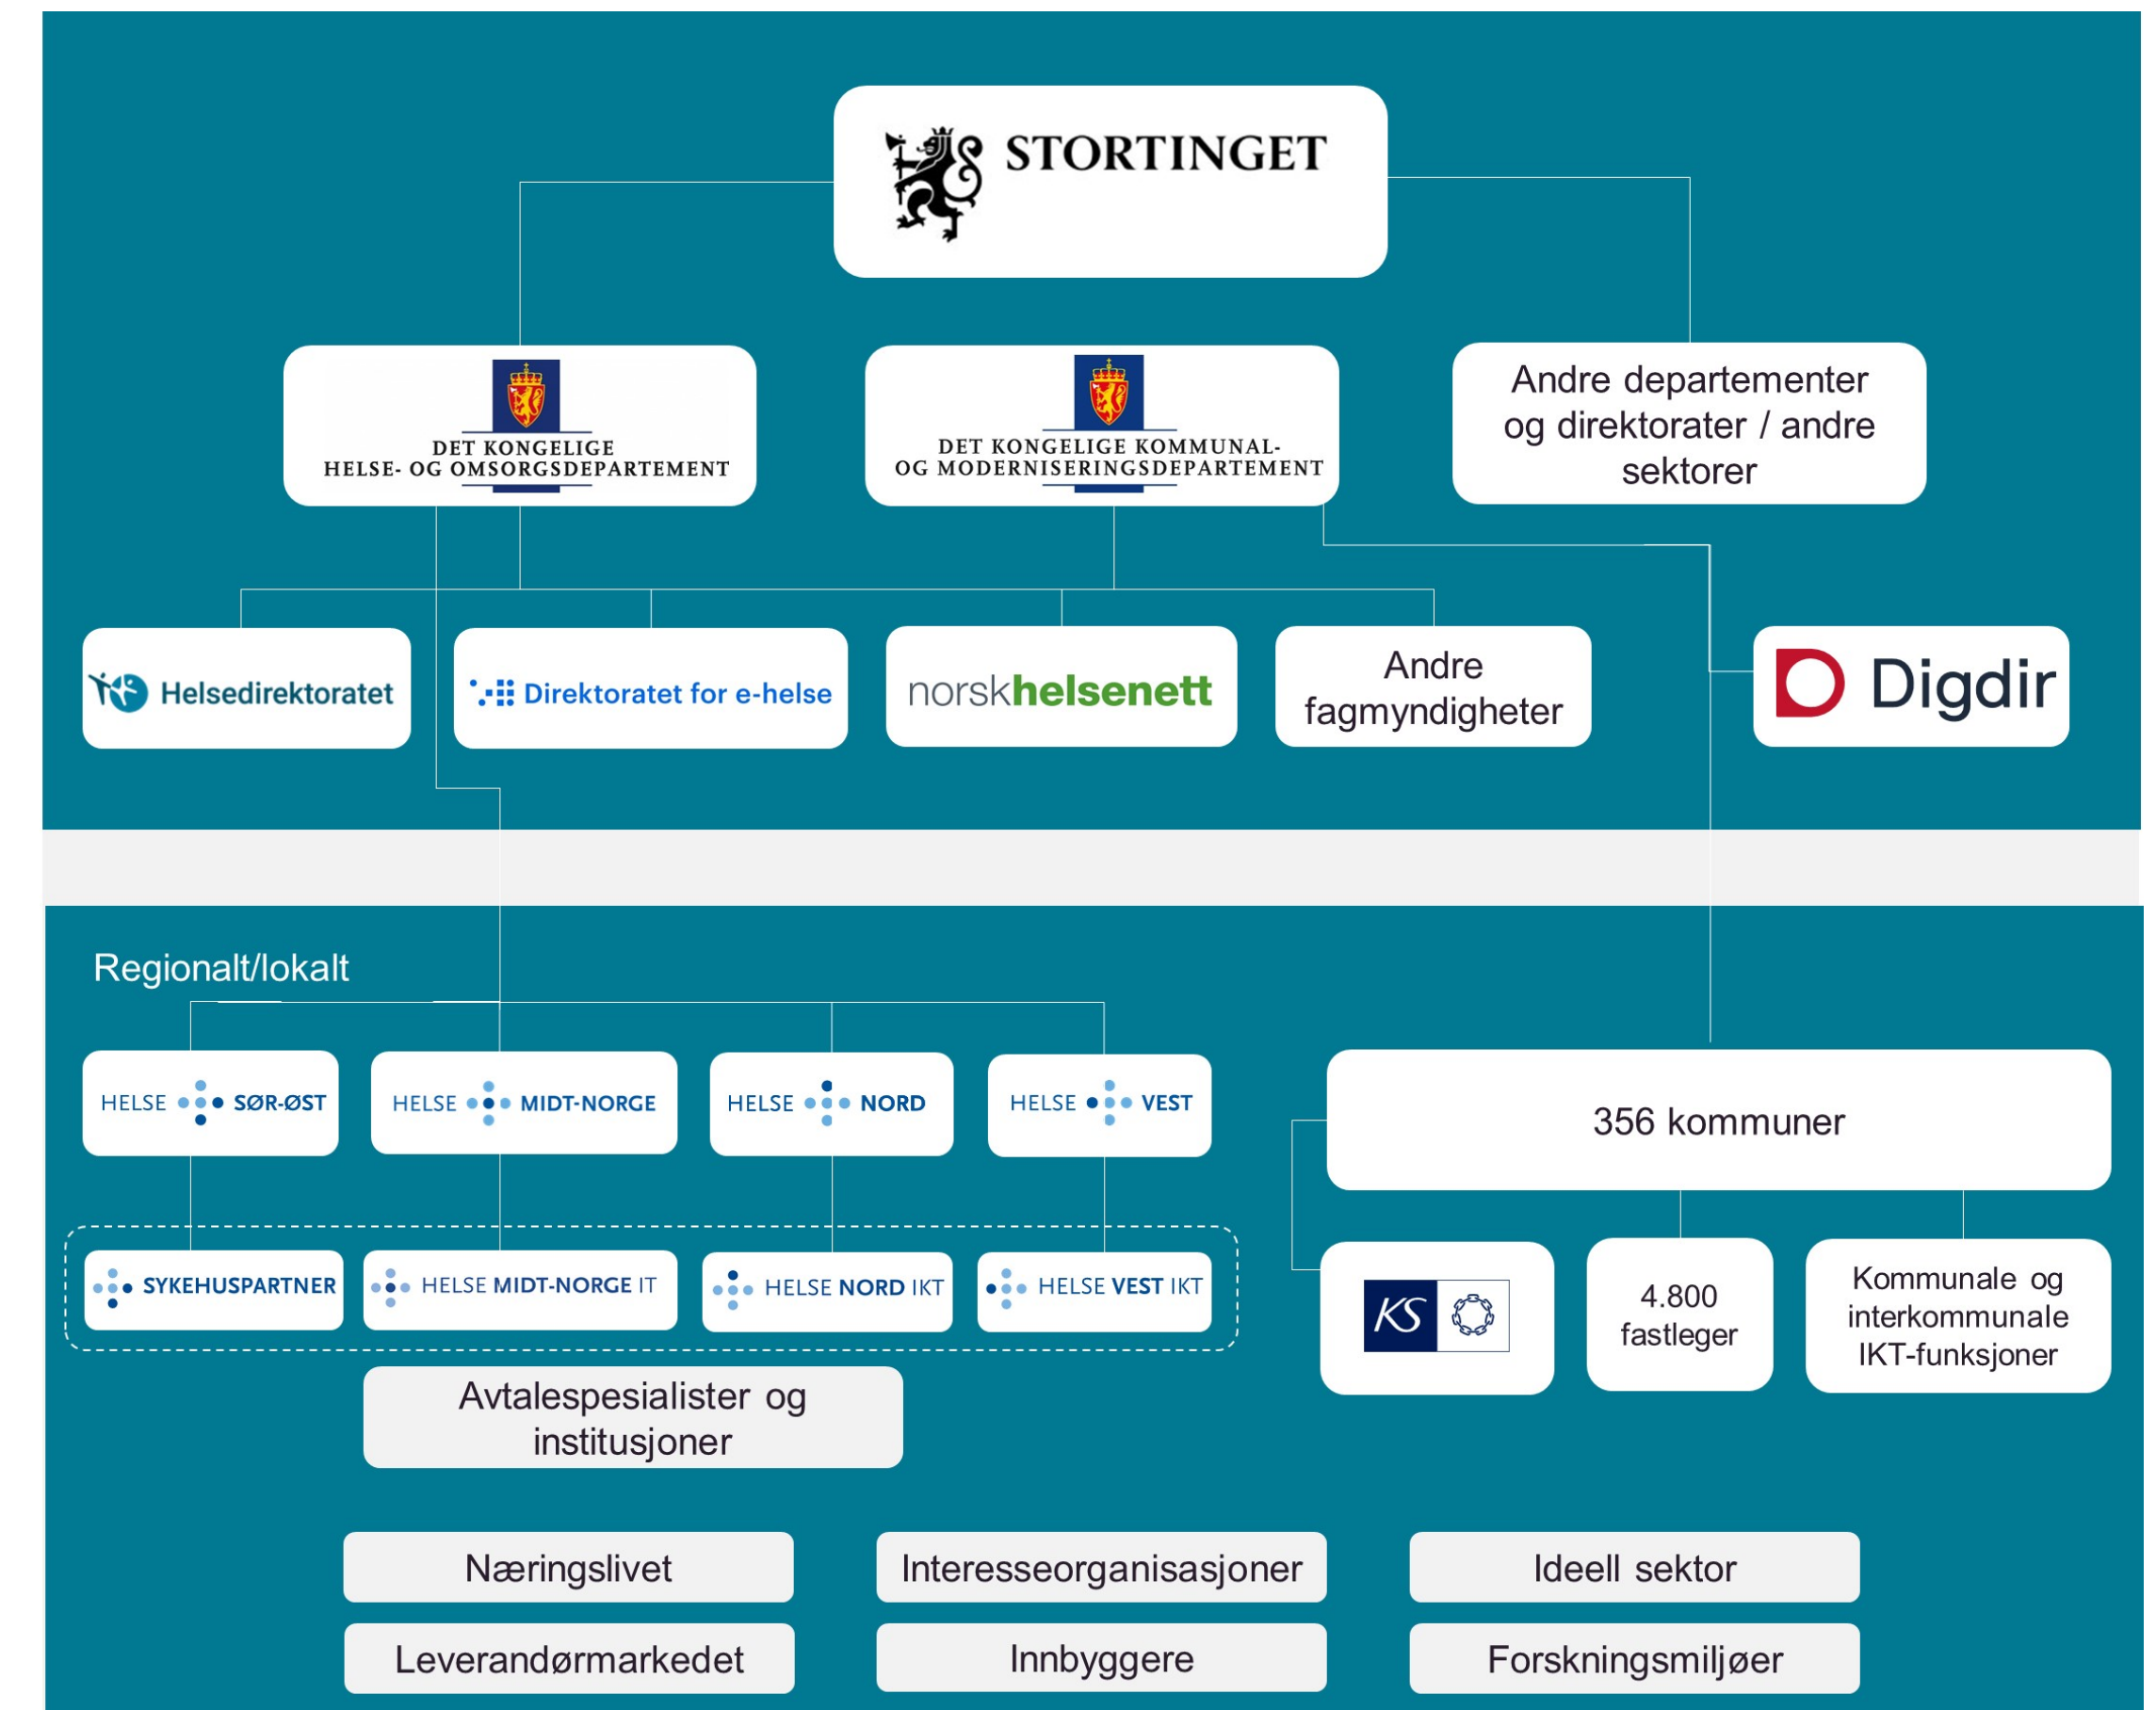 STORTINGET
DET KONGELIGE
HELSE- OG OMSORGSDEPARTEMENT
DET KONGELIGE KOMMUNAL-
OG MODERNISERINGSDEPARTEMENT
Andre departementer
og direktorater / andre
sektorer
Helsedirektoratet
Direktoratet for e-helse
norskhelsenett
Andre
fagmyndigheter
Digdir
Regionalt/lokalt
HELSE SØR-ØST
HELSE MIDT-NORGE
HELSE NORD
HELSE VEST
356 kommuner
SYKEHUSPARTNER
HELSE MIDT-NORGE IT
HELSE NORD IKT
HELSE VEST IKT
KS
4.800
fastleger
Kommunale og
interkommunale
IKT-funksjoner
Avtalespesialister og
institusjoner
Næringslivet
Interesseorganisasjoner
Ideell sektor
Leverandørmarkedet
Innbyggere
Forskningsmiljøer